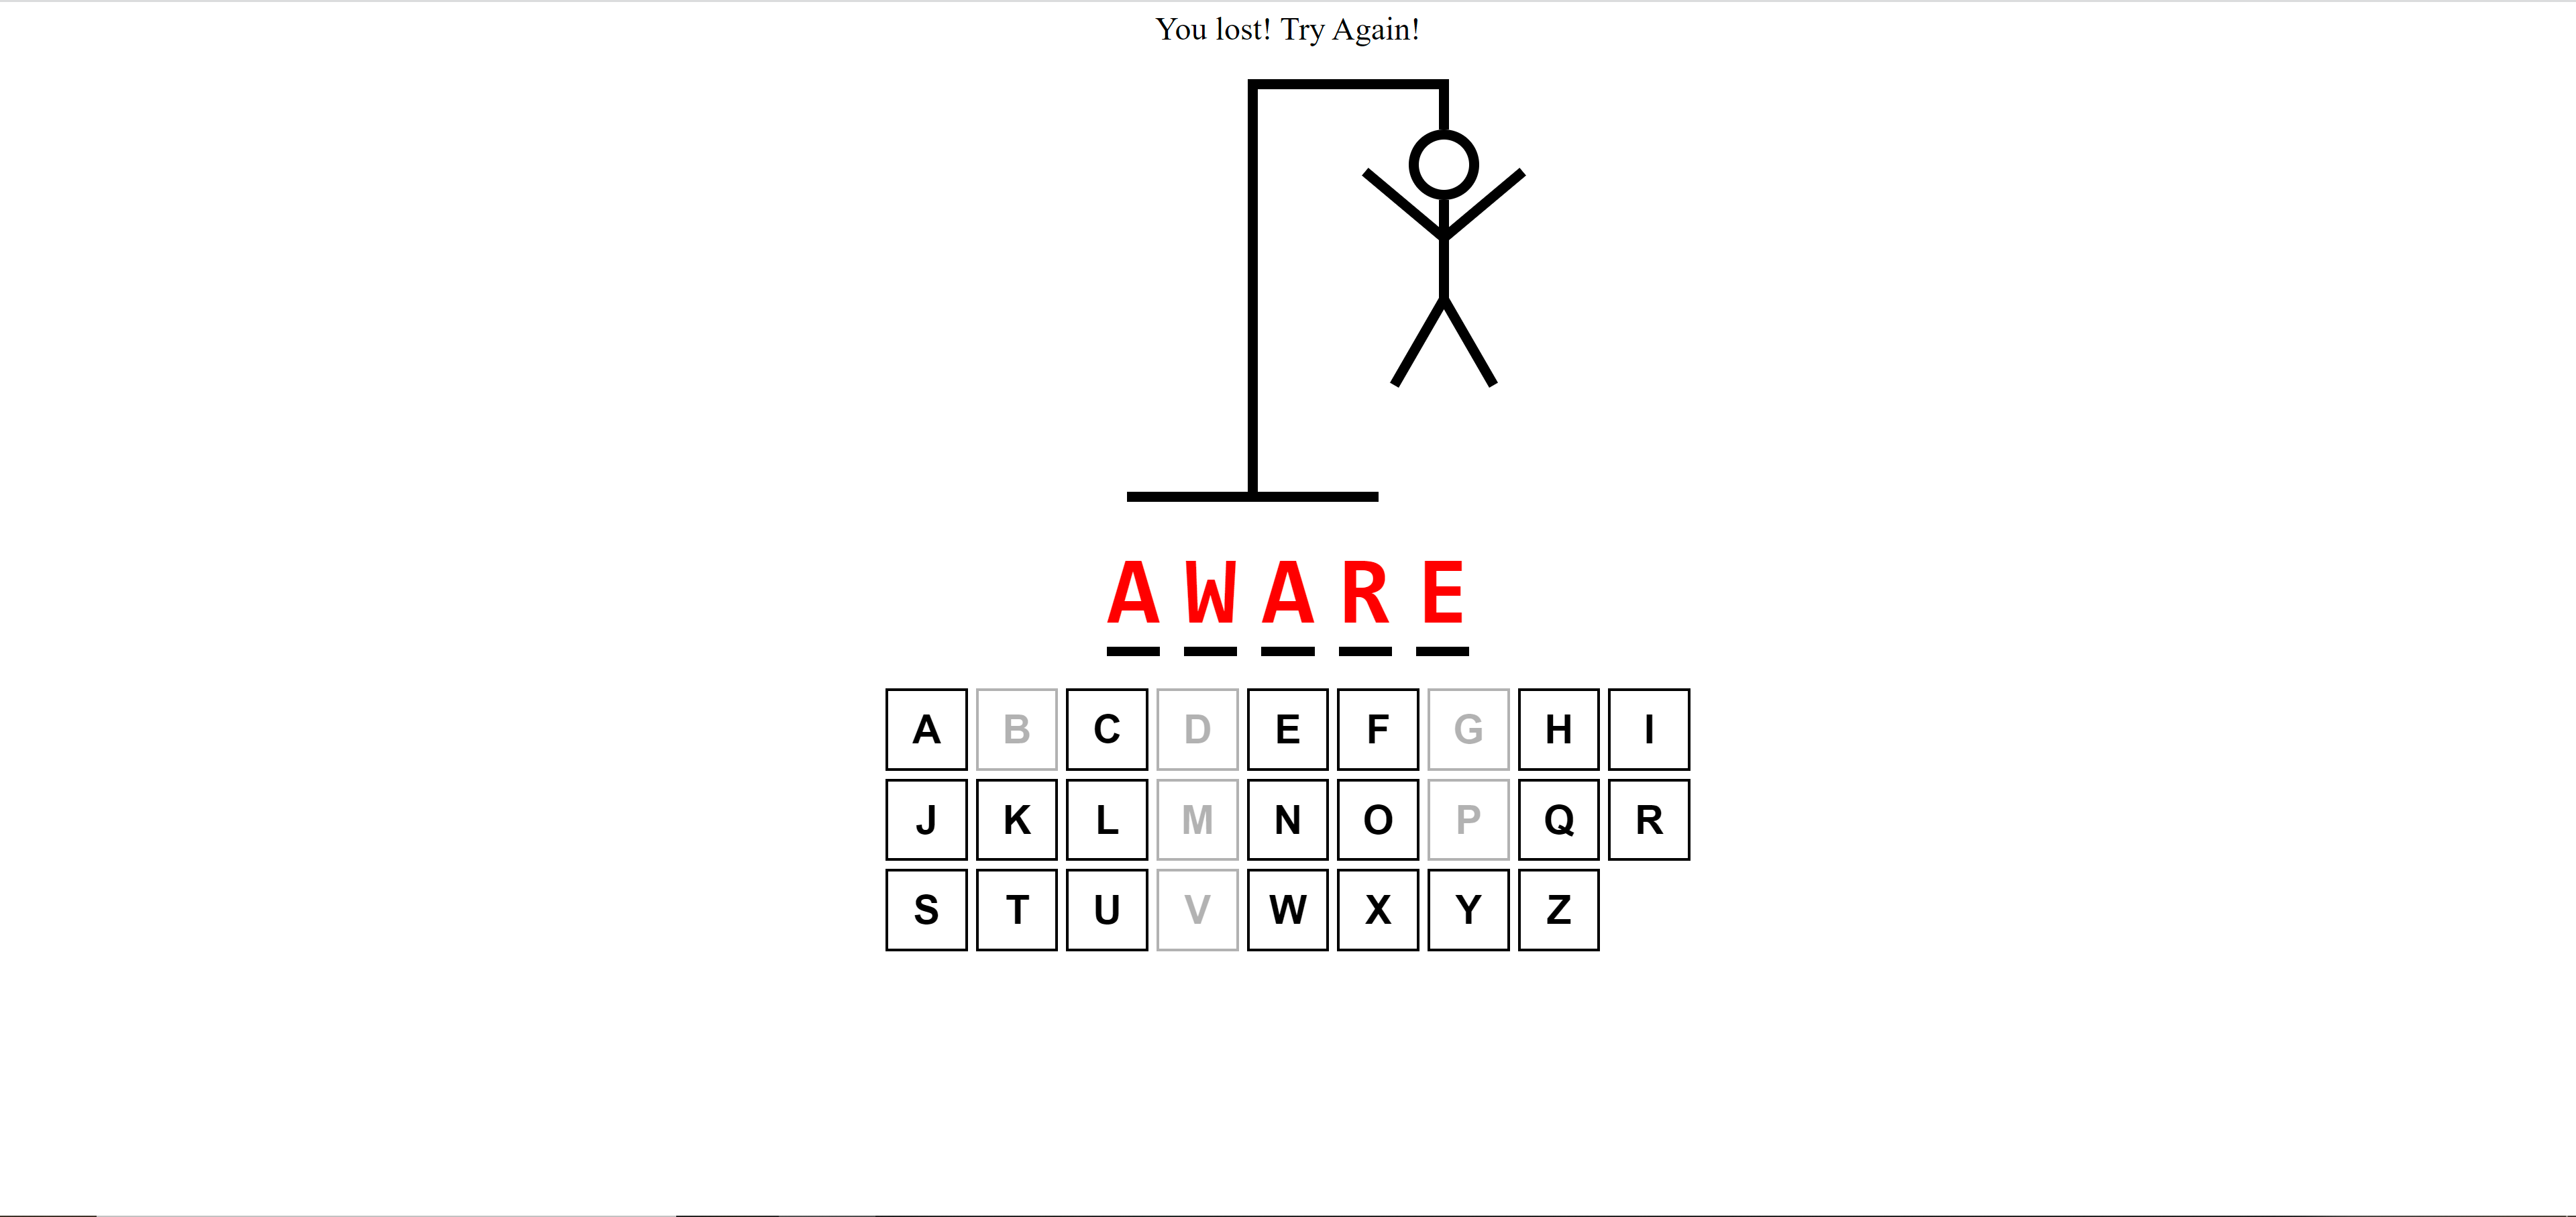 You lost! Try Again!
A W A R E
A B C D E F G H I
J K L M N O P Q R
S T U V W X Y Z